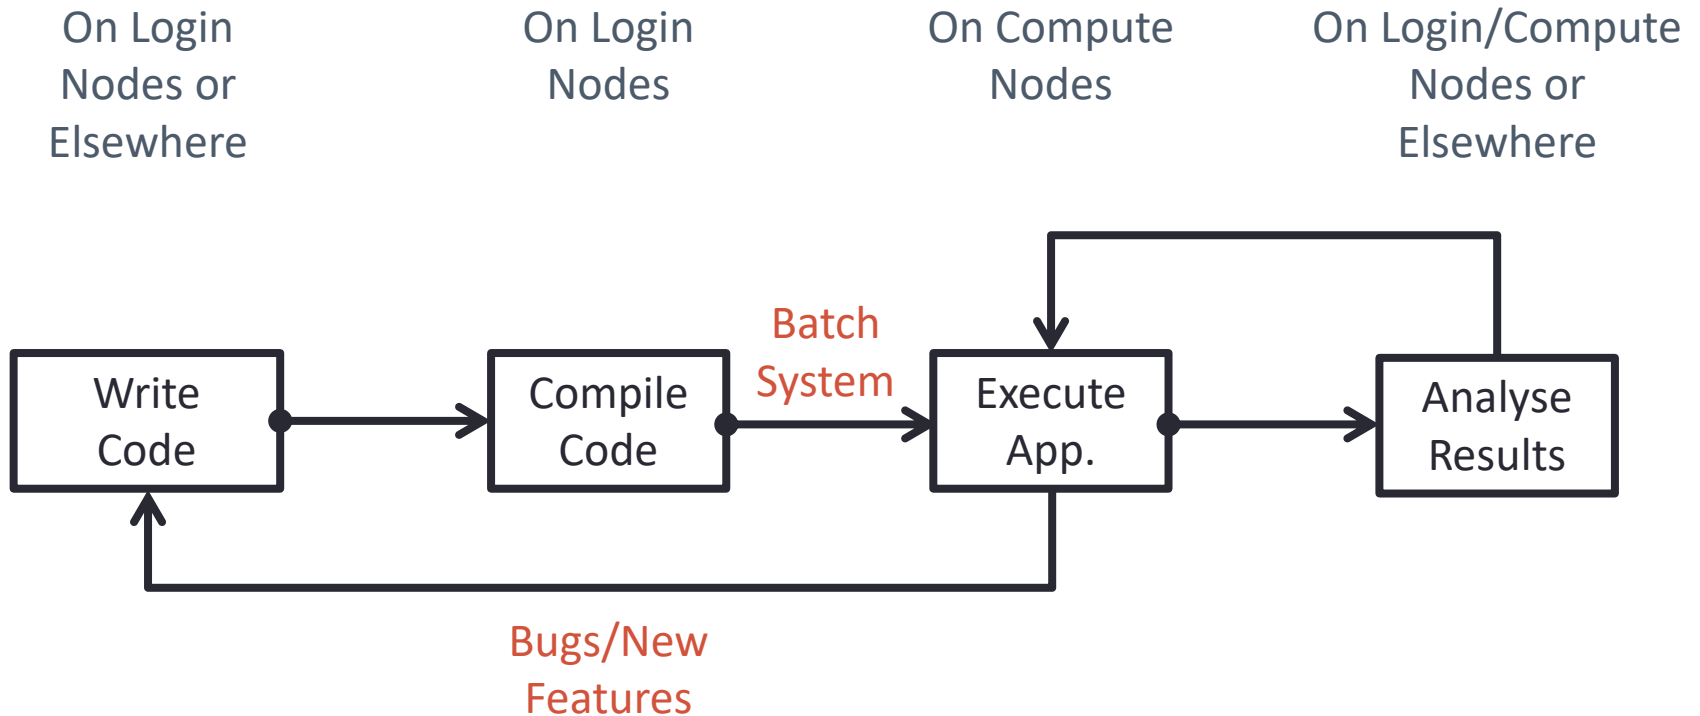 On Login
Nodes or
Elsewhere
On Login
Nodes
On Compute
Nodes
On Login/Compute
Nodes or
Elsewhere
Batch
System
Write
Code
Compile
Code
Execute
App.
Analyse
Results
Bugs/New
Features